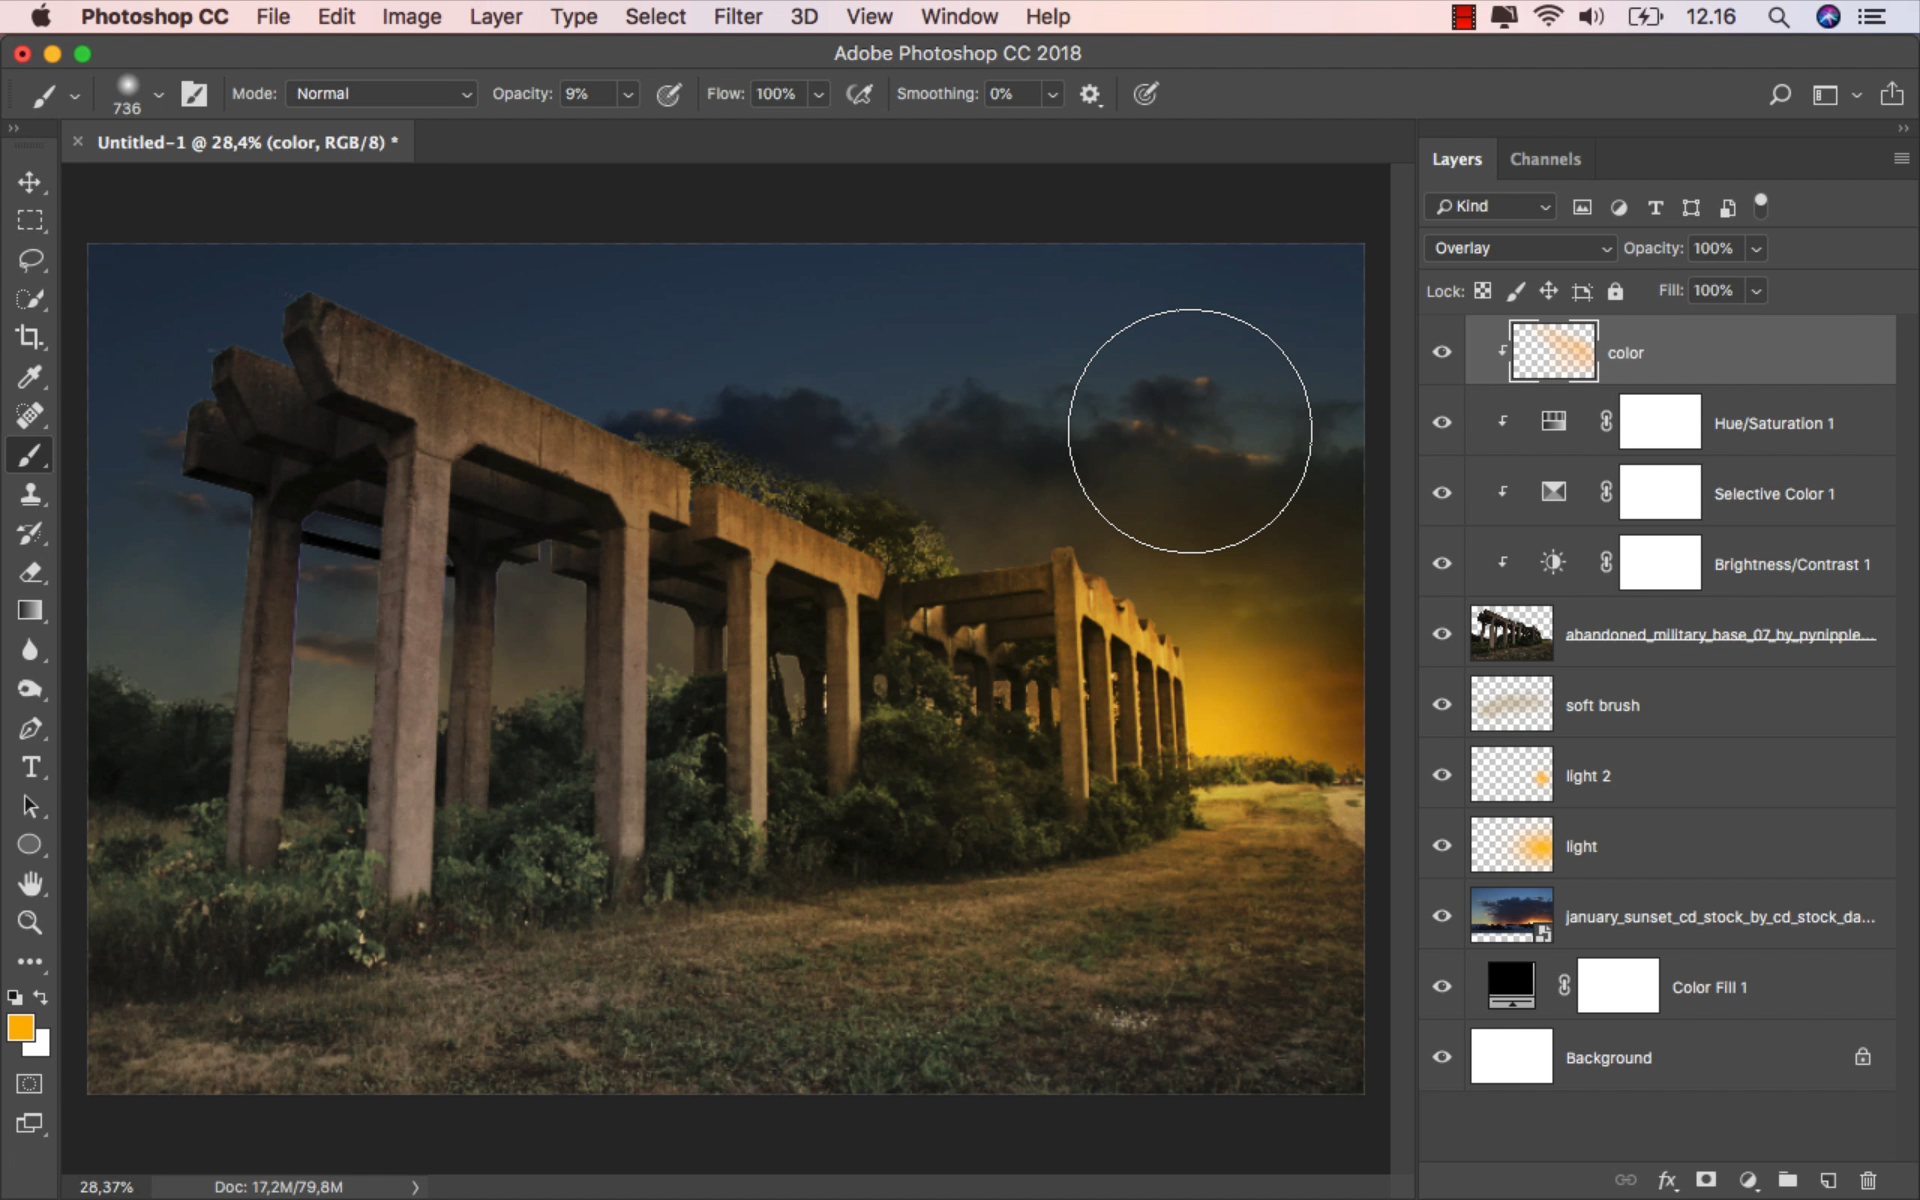 Photoshop CC File Edit Image Layer Type Select Filter 3D View Window Help 12.16
Adobe Photoshop CC 2018
736 Mode: Normal Opacity: 9% Flow: 100% Smoothing: 0%
Untitled-1 @ 28,4% (color, RGB/8) *
Layers Channels
Kind
Overlay Opacity: 100%
Lock: Fill: 100%
color
Hue/Saturation 1
Selective Color 1
Brightness/Contrast 1
abandoned_military_base_07_by_pynipple...
soft brush
light 2
light
january_sunset_cd_stock_by_cd_stock_da...
Color Fill 1
Background
28,37% Doc: 17,2M/79,8M